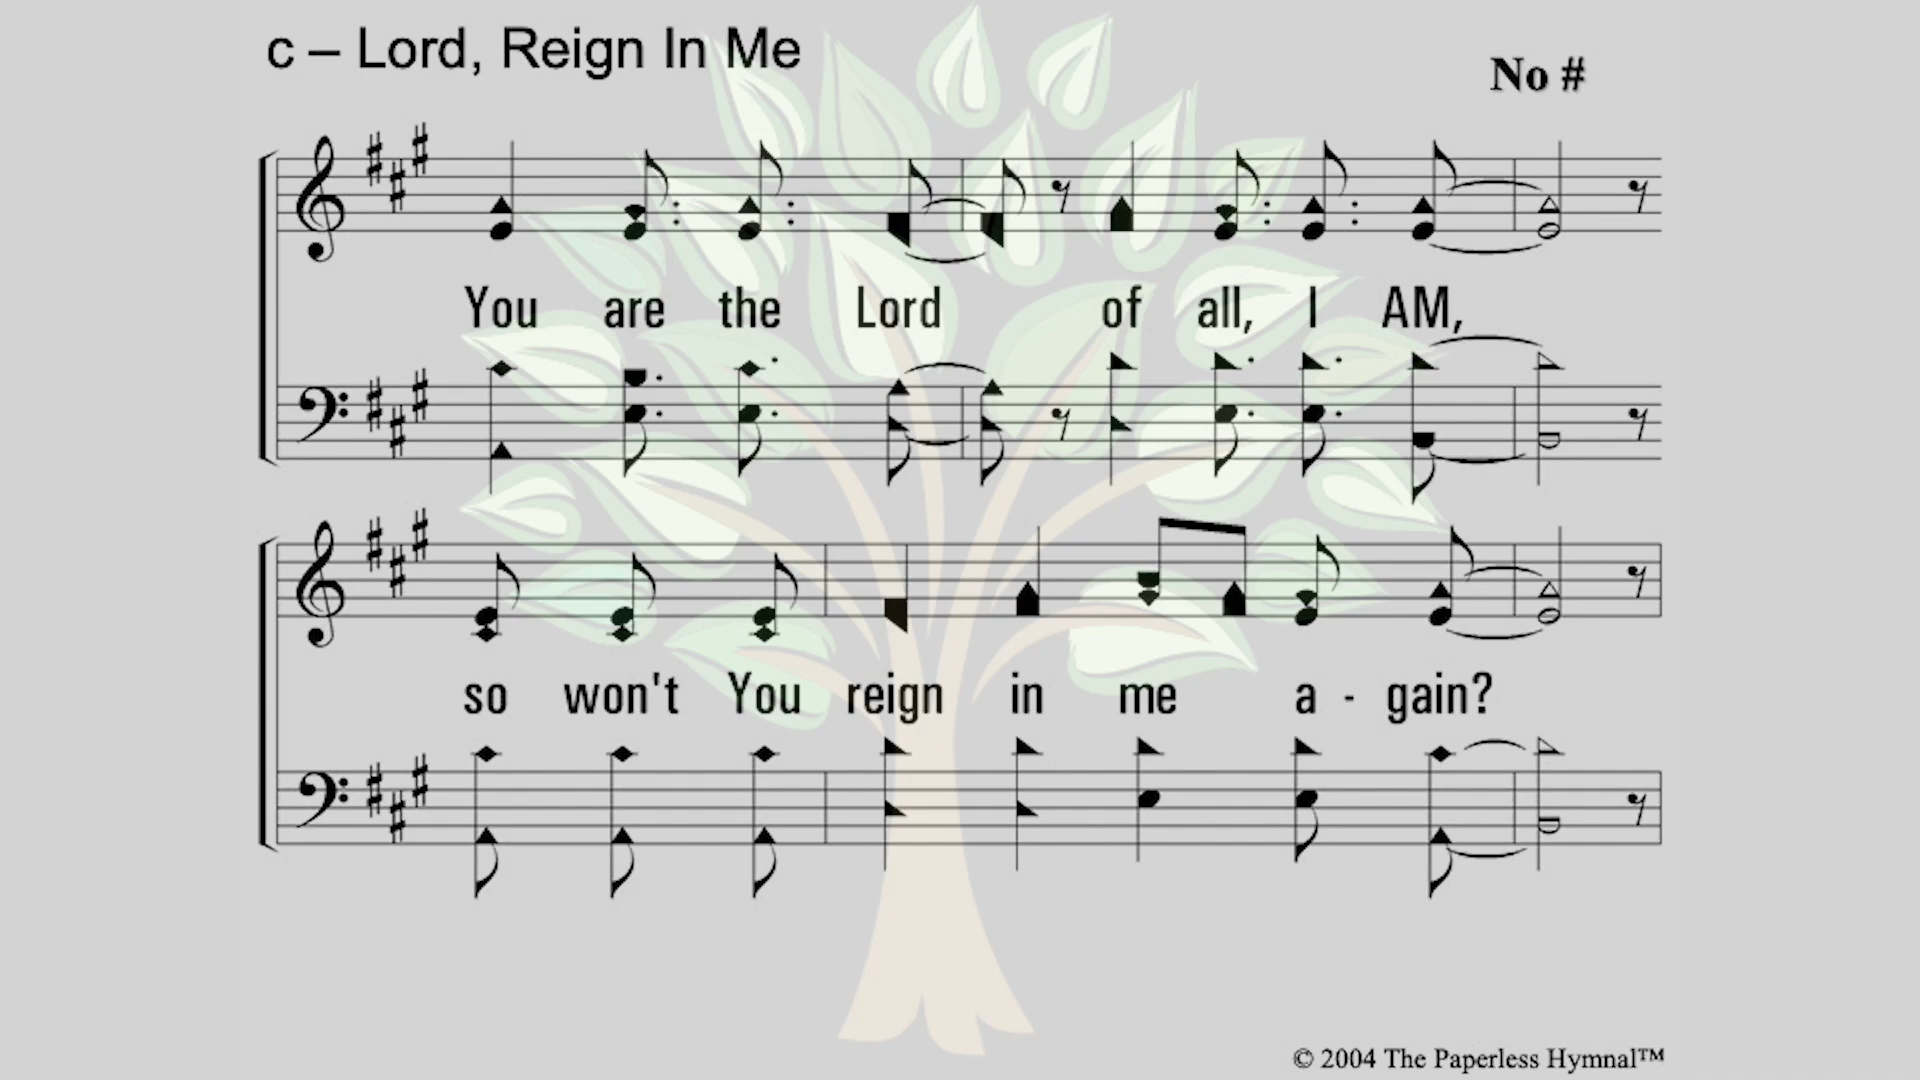 c – Lord, Reign In Me
No #
You are the Lord of all, I AM,
so won't You reign in me a - gain?
© 2004 The Paperless Hymnal™